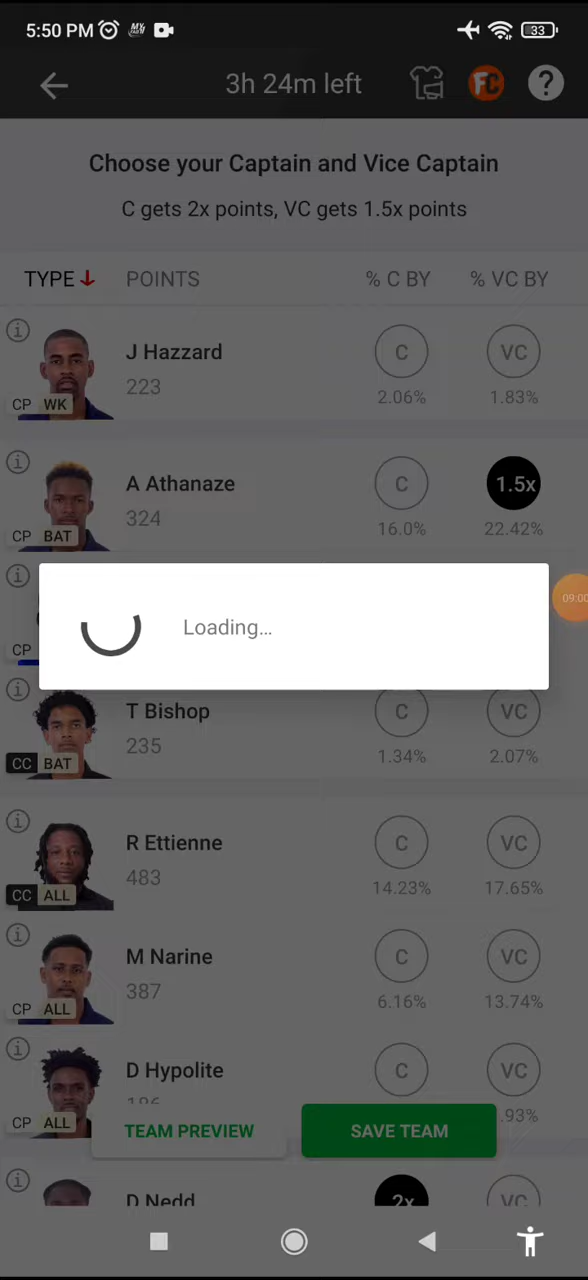 5:50 PM
33
3h 24m left
FC
?
Choose your Captain and Vice Captain
C gets 2x points, VC gets 1.5x points
TYPE POINTS % C BY % VC BY
J Hazzard C VC
223
2.06% 1.83%
CP WK
A Athanaze C 1.5x
324
16.0% 22.42%
CP BAT
Loading...
09:00
CP
T Bishop C VC
235
1.34% 2.07%
CC BAT
R Ettienne C VC
483
14.23% 17.65%
CC ALL
M Narine C VC
387
6.16% 13.74%
CP ALL
D Hypolite C VC
.93%
CP ALL
TEAM PREVIEW SAVE TEAM
D Nedd 2x VC